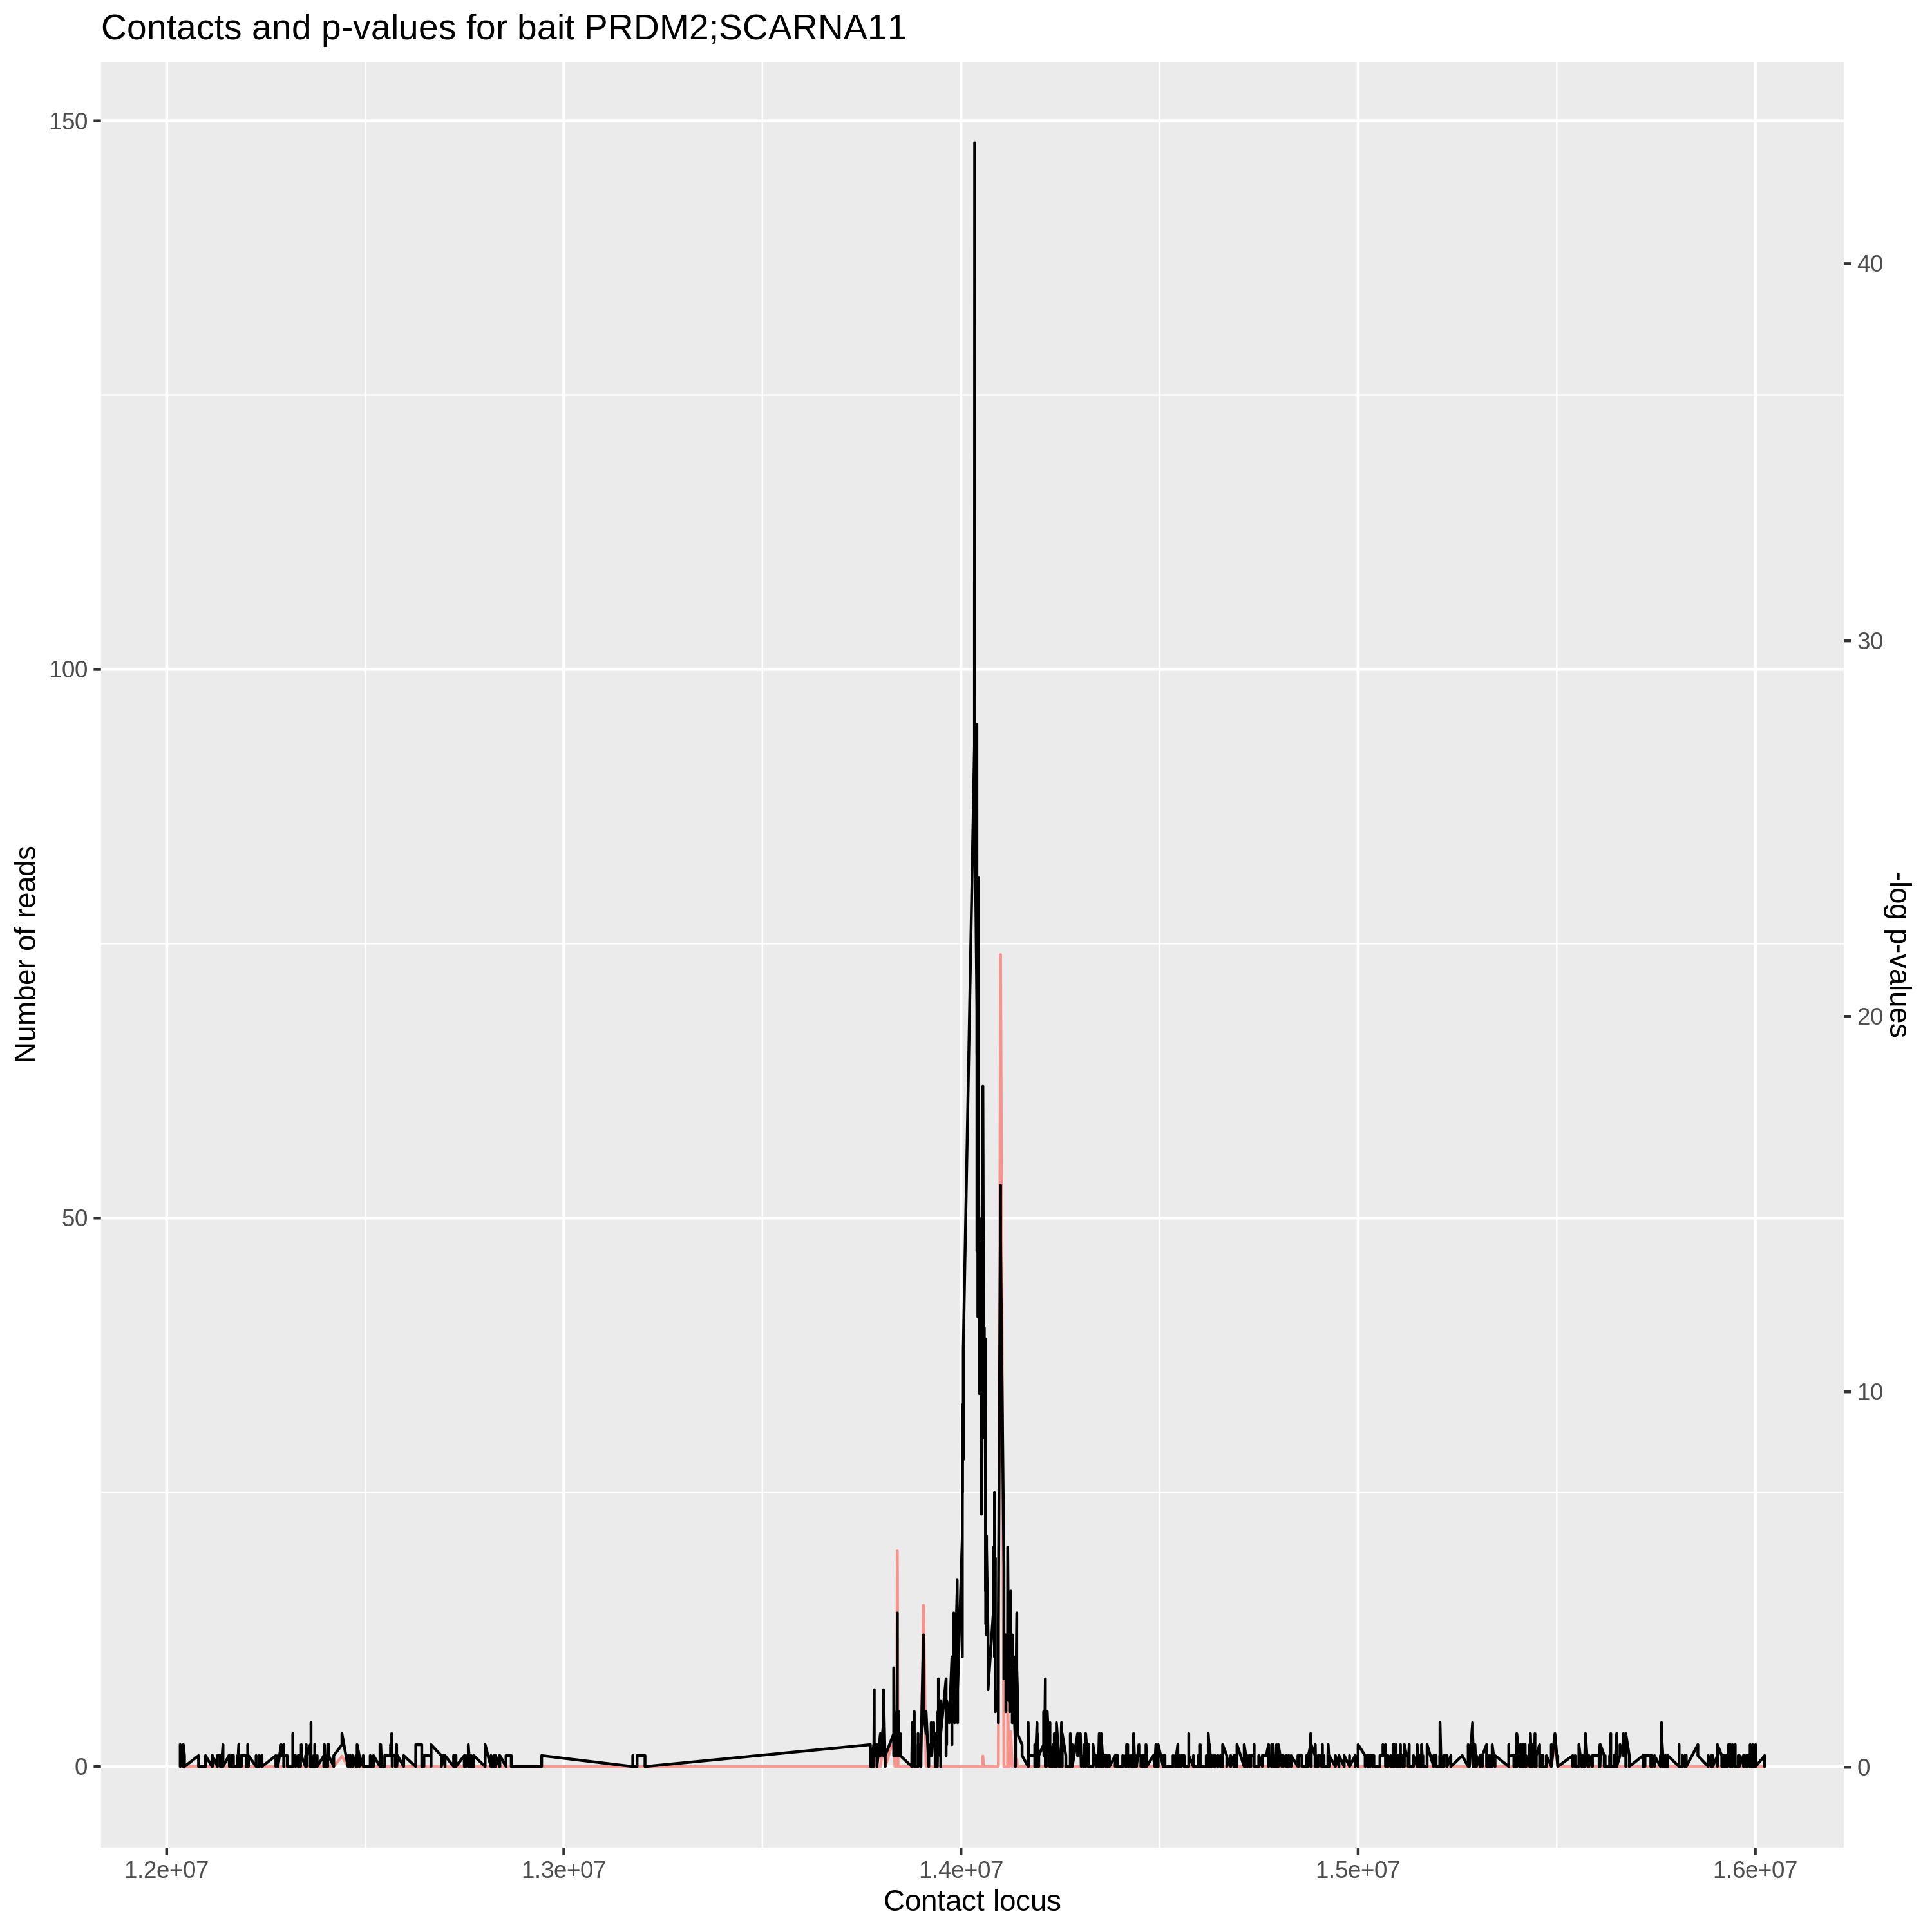 Contacts and p-values for bait PRDM2;SCARNA11
150
100
50
0
Number of reads
40
30
20
10
0
-log p-values
1.2e+07
1.3e+07
1.4e+07
1.5e+07
1.6e+07
Contact locus